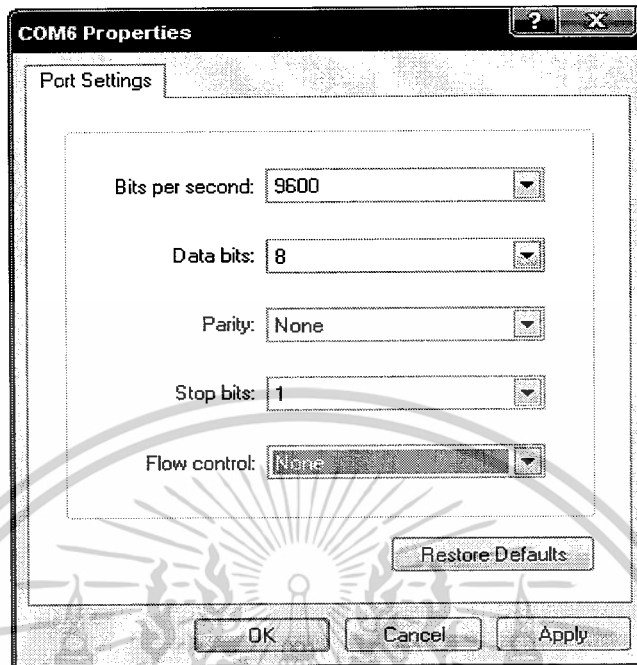 COM6 Properties
Port Settings
Bits per second: 9600
Data bits: 8
Parity: None
Stop bits: 1
Flow control: None
Restore Defaults
OK Cancel Apply